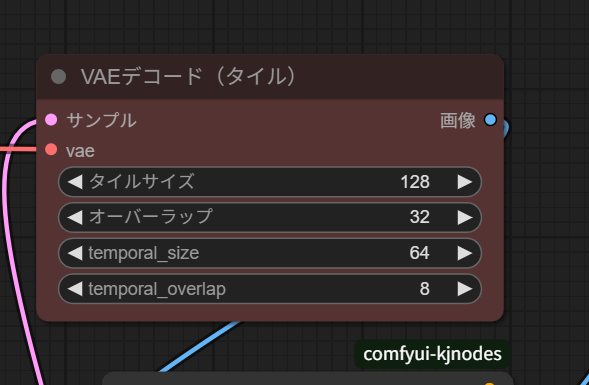 VAEデコード（タイル）
サンプル 画像
vae
タイルサイズ 128
オーバーラップ 32
temporal_size 64
temporal_overlap 8
comfyui-kjnodes